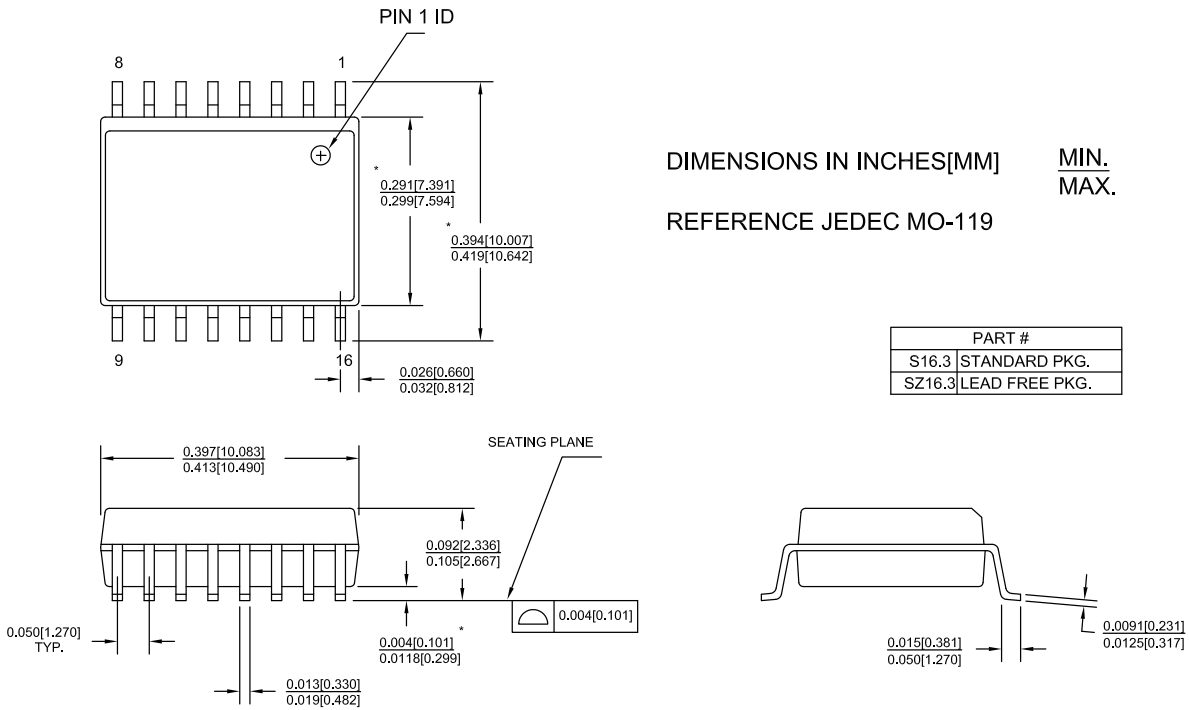 PIN 1 ID
8
1
*
0.291[7.391]
0.299[7.594]
*
0.394[10.007]
0.419[10.642]
9
16
0.026[0.660]
0.032[0.812]
DIMENSIONS IN INCHES[MM]
MIN.
MAX.
REFERENCE JEDEC MO-119
PART #
S16.3 STANDARD PKG.
SZ16.3 LEAD FREE PKG.
0.397[10.083]
0.413[10.490]
SEATING PLANE
0.092[2.336]
0.105[2.667]
0.004[0.101]
0.050[1.270]
TYP.
*
0.004[0.101]
0.0118[0.299]
0.013[0.330]
0.019[0.482]
0.015[0.381]
0.050[1.270]
0.0091[0.231]
0.0125[0.317]